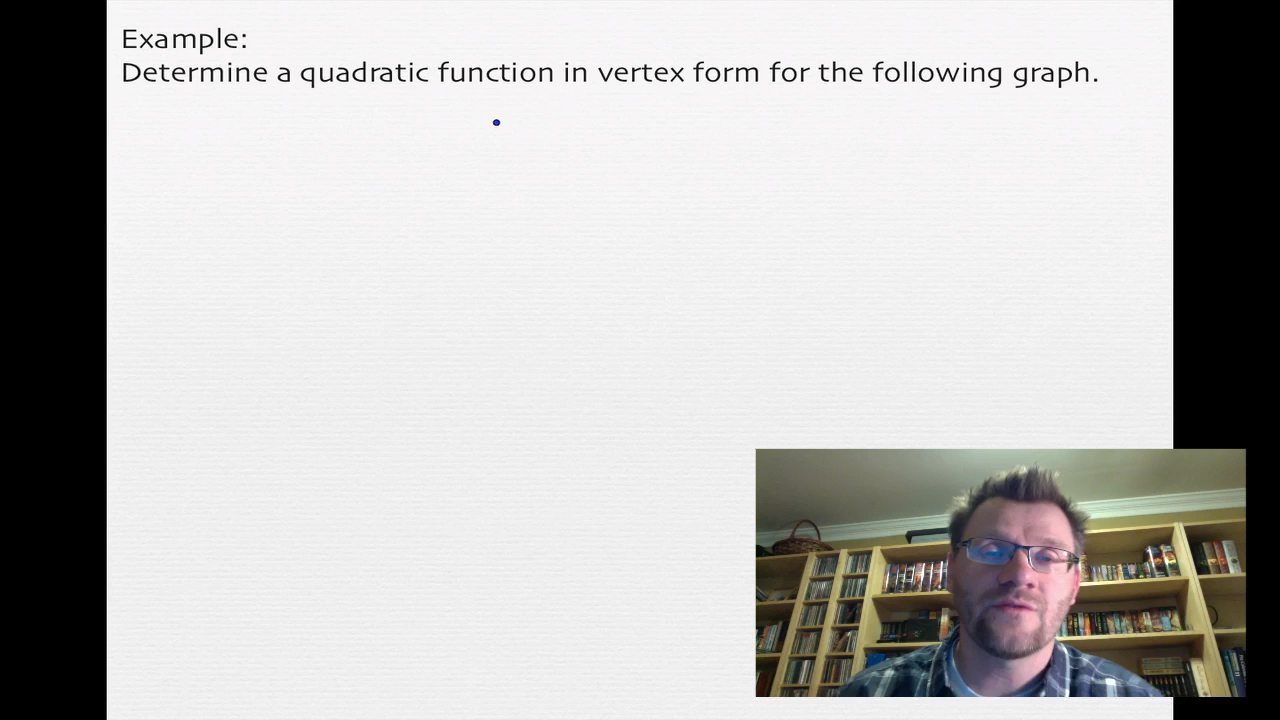 Example:
Determine a quadratic function in vertex form for the following graph.